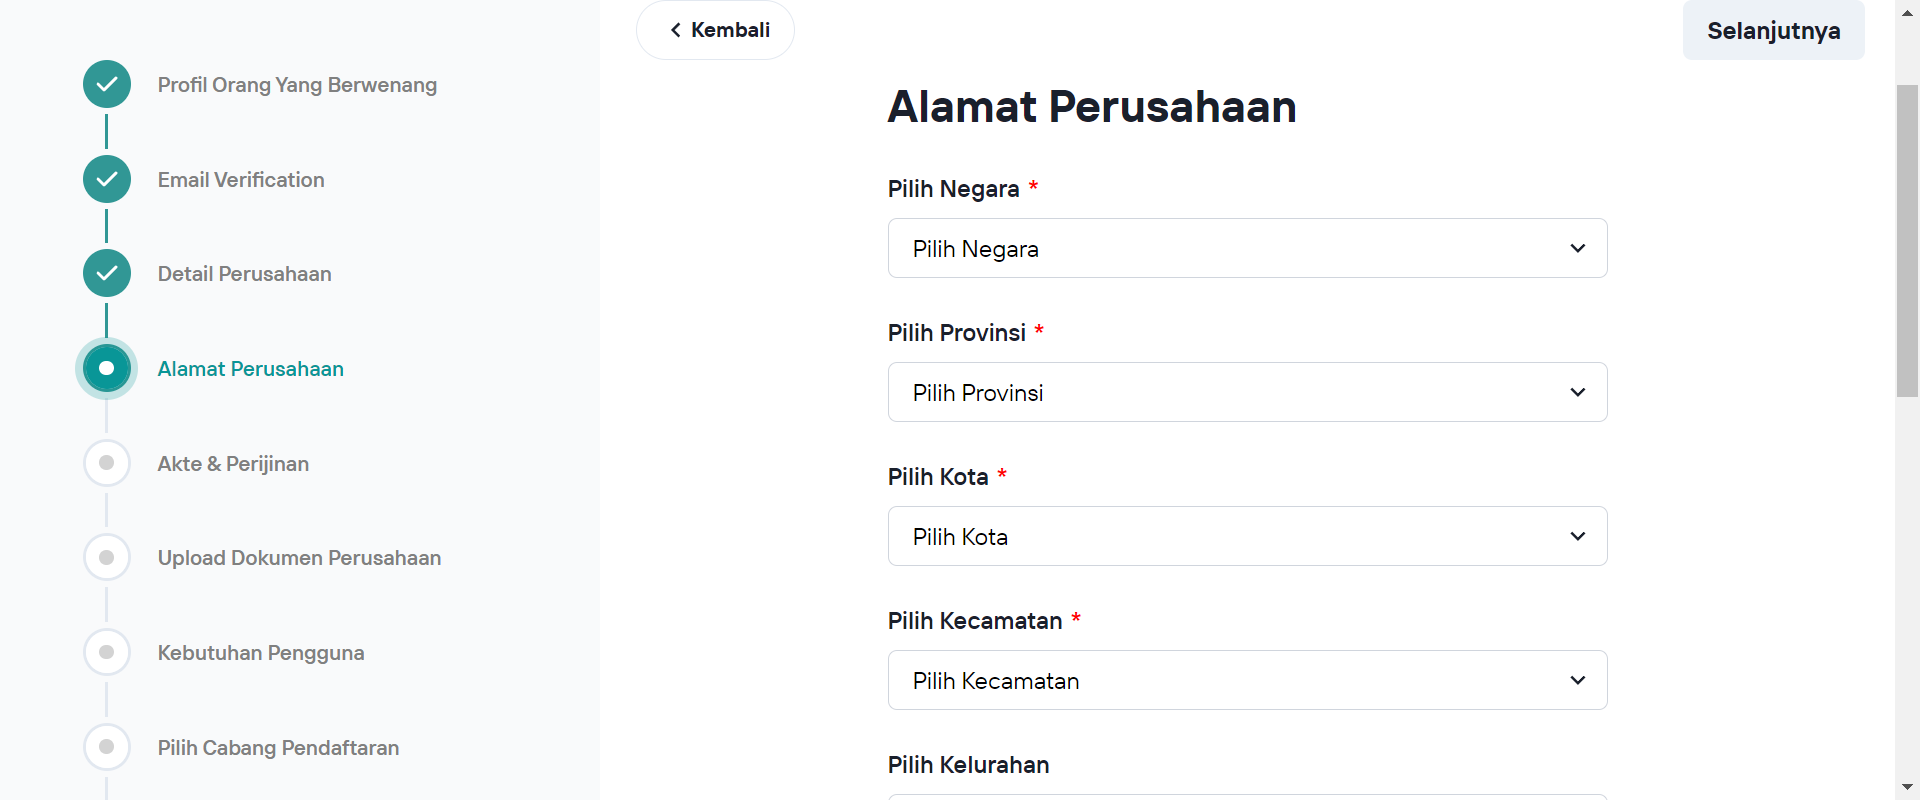 Profil Orang Yang Berwenang
Email Verification
Detail Perusahaan
Alamat Perusahaan
Akte & Perijinan
Upload Dokumen Perusahaan
Kebutuhan Pengguna
Pilih Cabang Pendaftaran
Kembali
Selanjutnya
Alamat Perusahaan
Pilih Negara *
Pilih Negara
Pilih Provinsi *
Pilih Provinsi
Pilih Kota *
Pilih Kota
Pilih Kecamatan *
Pilih Kecamatan
Pilih Kelurahan